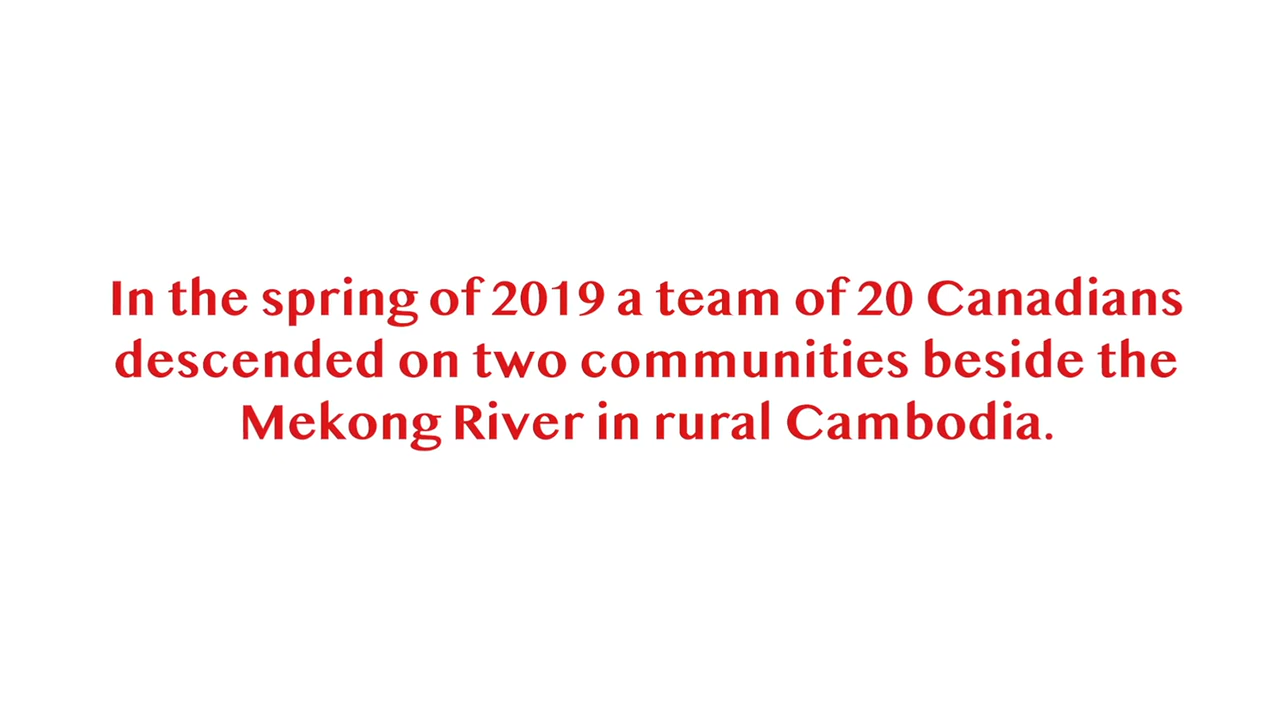 In the spring of 2019 a team of 20 Canadians
descended on two communities beside the
Mekong River in rural Cambodia.